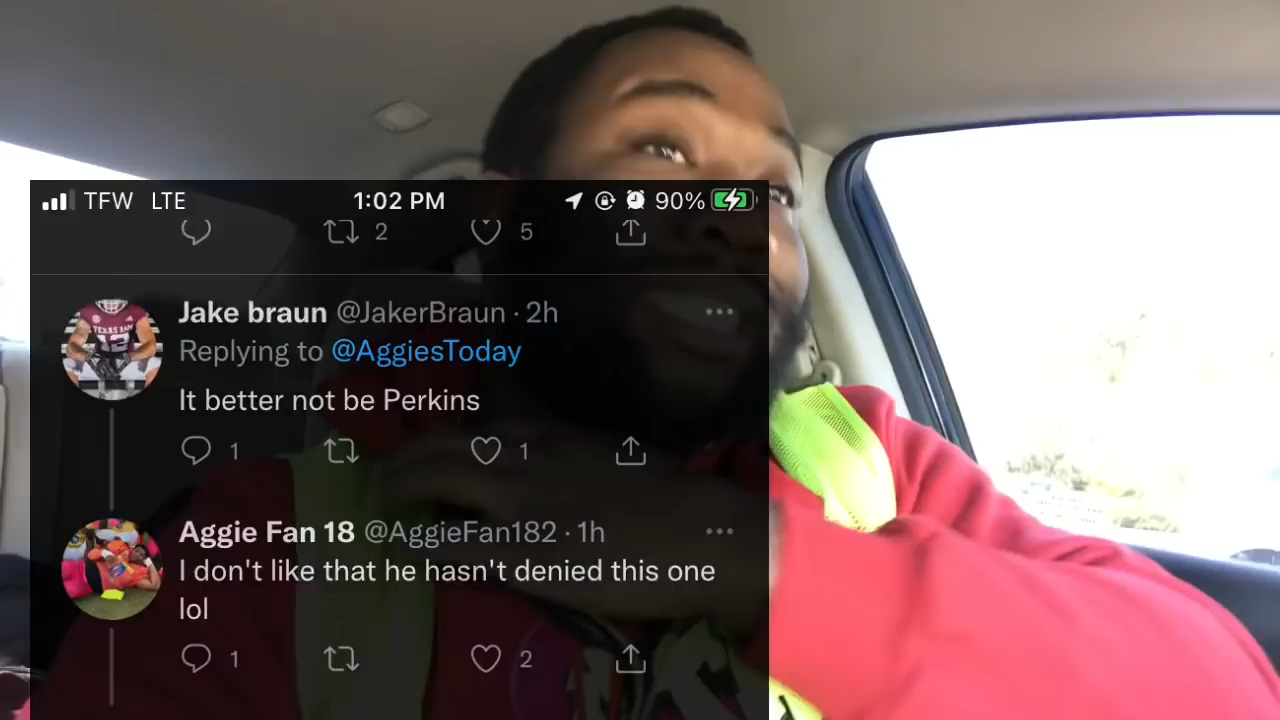 TFW LTE 1:02 PM 90%
2 5
Jake braun @JakerBraun · 2h
Replying to @AggiesToday
It better not be Perkins
1 1
Aggie Fan 18 @AggieFan182 · 1h
I don't like that he hasn't denied this one
lol
1 2